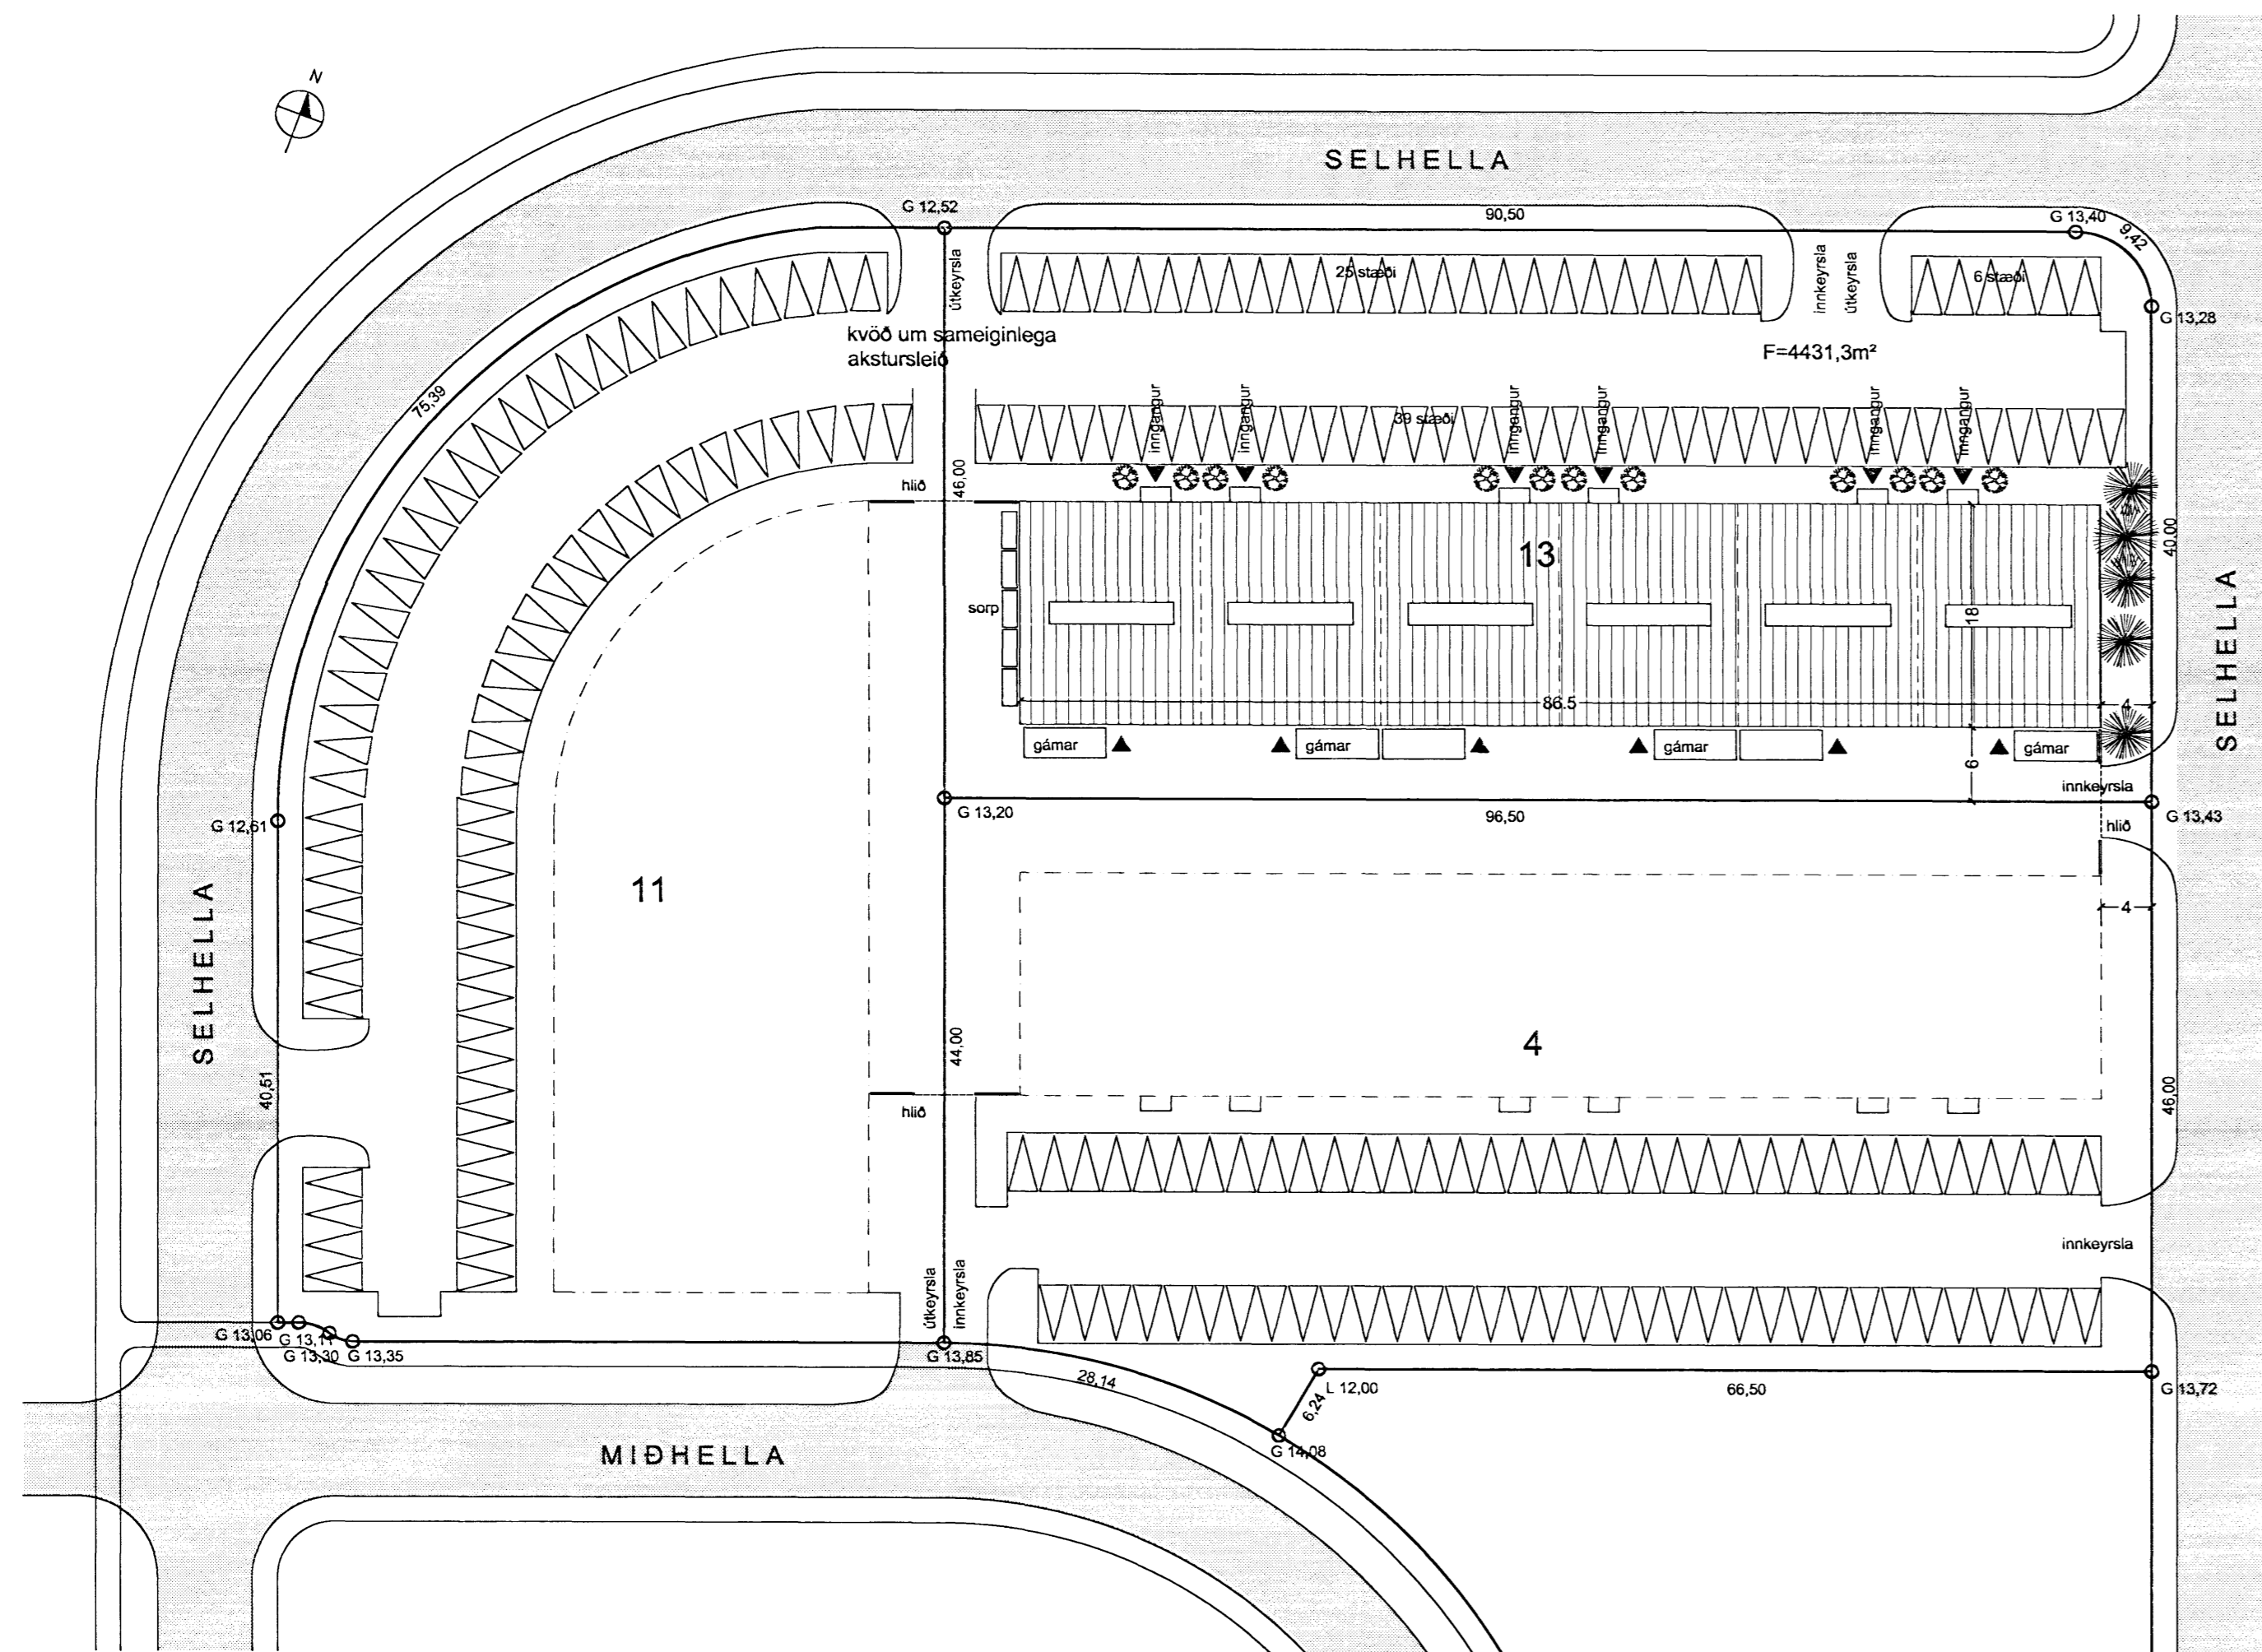 N
SELHELLA
G 12,52
90,50
G 13,40
9,42
útkeyrsla
25 stæði
innkeyrsla
útkeyrsla
6 stæði
G 13,28
kvöð um sameiginlega
akstursleið
F=4431,3m²
75,39
inngangur
inngangur
39 stæði
inngangur
inngangur
inngangur
inngangur
hlið
46,00
13
40,00
sorp
18
SELHELLA
86.5
4
gámar
gámar
gámar
gámar
6
innkeyrsla
G 12,61
G 13,20
96,50
G 13,43
hlið
11
4
SELHELLA
44,00
4
40,51
hlið
46,00
innkeyrsla
útkeyrsla
innkeyrsla
G 13,06
G 13,11
G 13,30
G 13,35
G 13,85
28,14
L 12,00
66,50
G 13,72
6,24
G 14,08
MIÐHELLA